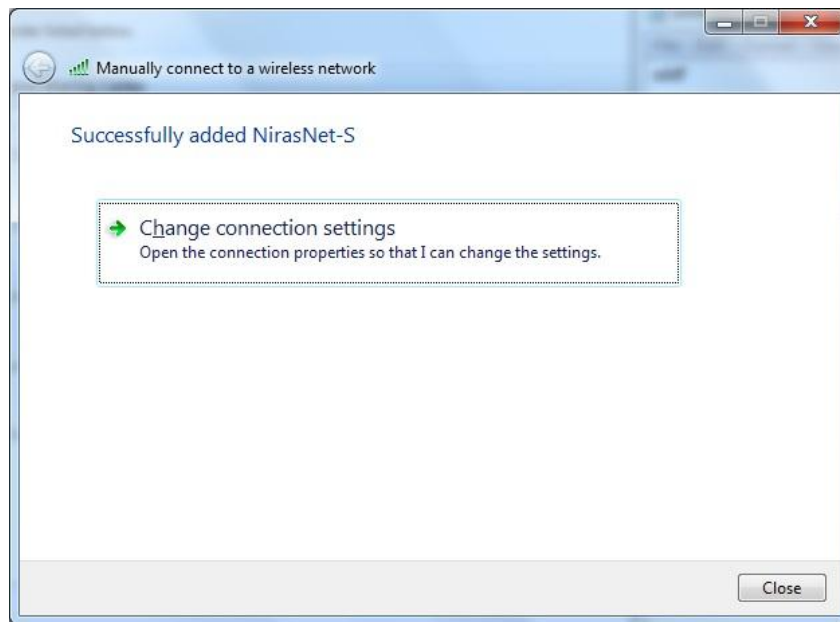 Manually connect to a wireless network
Successfully added NirasNet-S
Change connection settings
Open the connection properties so that I can change the settings.
Close